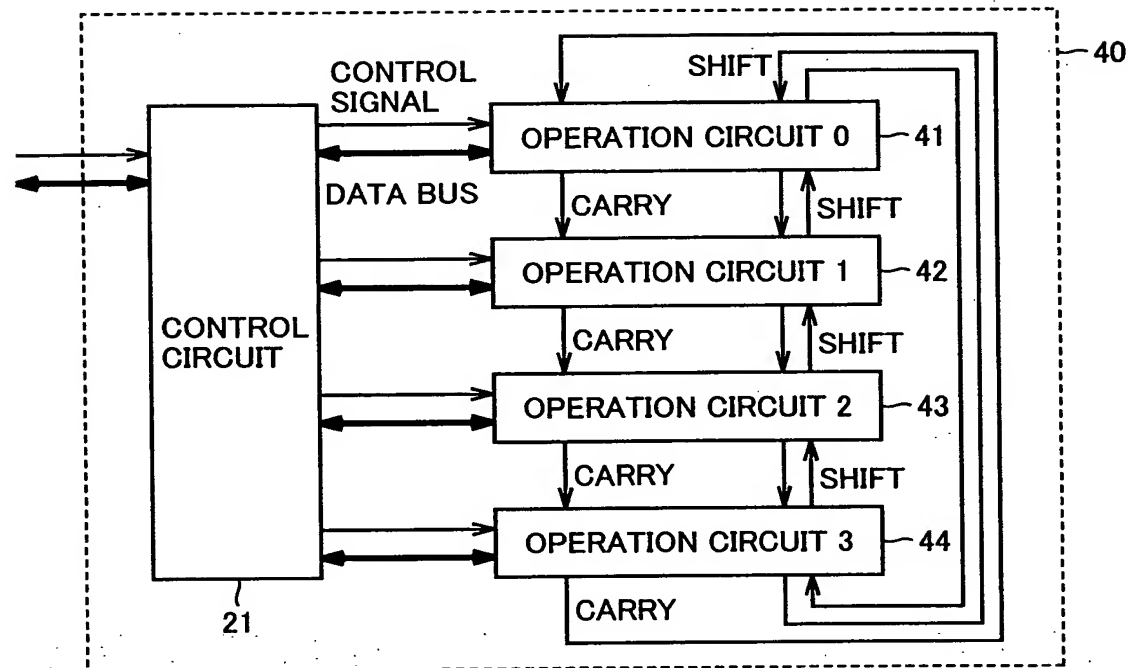 40
CONTROL
SIGNAL
SHIFT
OPERATION CIRCUIT 0
41
DATA BUS
CARRY
SHIFT
OPERATION CIRCUIT 1
42
CONTROL
CIRCUIT
CARRY
SHIFT
OPERATION CIRCUIT 2
43
CARRY
SHIFT
OPERATION CIRCUIT 3
44
CARRY
21